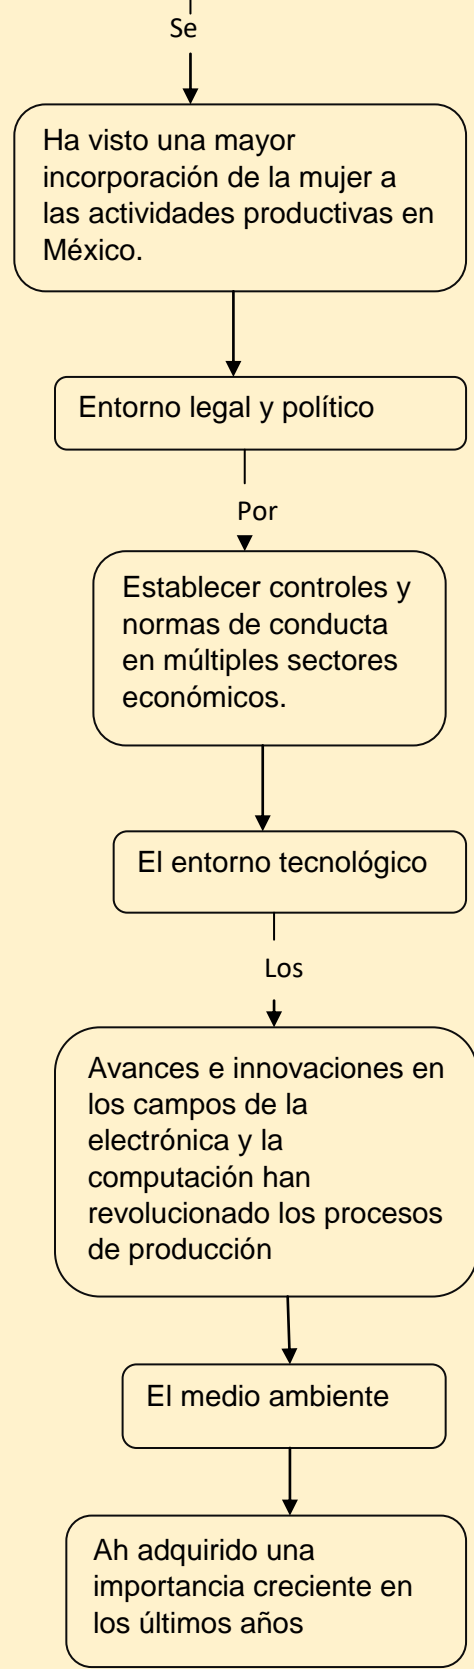 Se
Ha visto una mayor
incorporación de la mujer a
las actividades productivas en
México.
Entorno legal y político
Por
Establecer controles y
normas de conducta
en múltiples sectores
económicos.
El entorno tecnológico
Los
Avances e innovaciones en
los campos de la
electrónica y la
computación han
revolucionado los procesos
de producción
El medio ambiente
Ah adquirido una
importancia creciente en
los últimos años